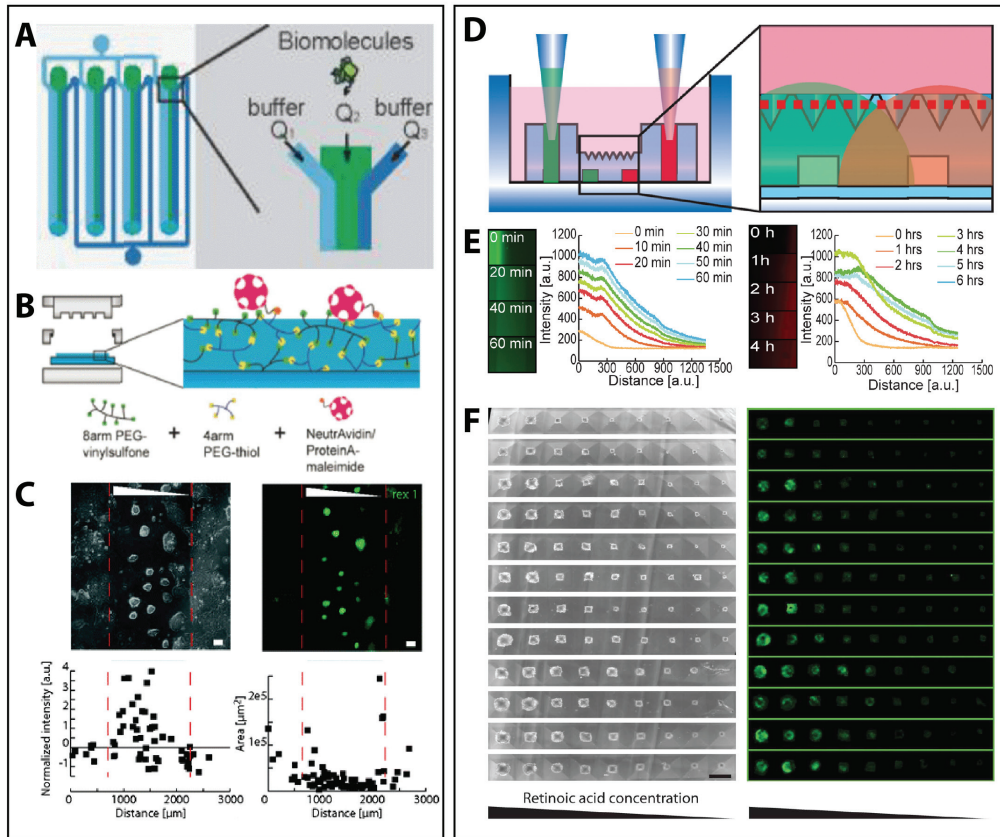 A
Biomolecules
buffer
Q1
Q2
buffer
Q3
B
8arm PEG-
vinylsulfone
+
4arm
PEG-thiol
+
NeutrAvidin/
ProteinA-
maleimide
C
rex 1
Normalized intensity [a.u.]
4
3
2
1
0
-1
0
1000
2000
3000
Distance [µm]
Area [µm²]
2e5
1e5
0
1000
2000
3000
Distance [µm]
D
E
0 min
20 min
40 min
60 min
Intensity [a.u.]
1200
1000
800
600
400
200
0
0
300
600
900
1200
Distance [a.u.]
0 min
10 min
20 min
30 min
40 min
50 min
60 min
0 h
1h
2 h
3 h
4 h
Intensity [a.u.]
1200
1000
800
600
400
200
0
0
300
600
900
1200
Distance [a.u.]
0 hrs
1 hrs
2 hrs
3 hrs
4 hrs
5 hrs
6 hrs
F
Retinoic acid concentration